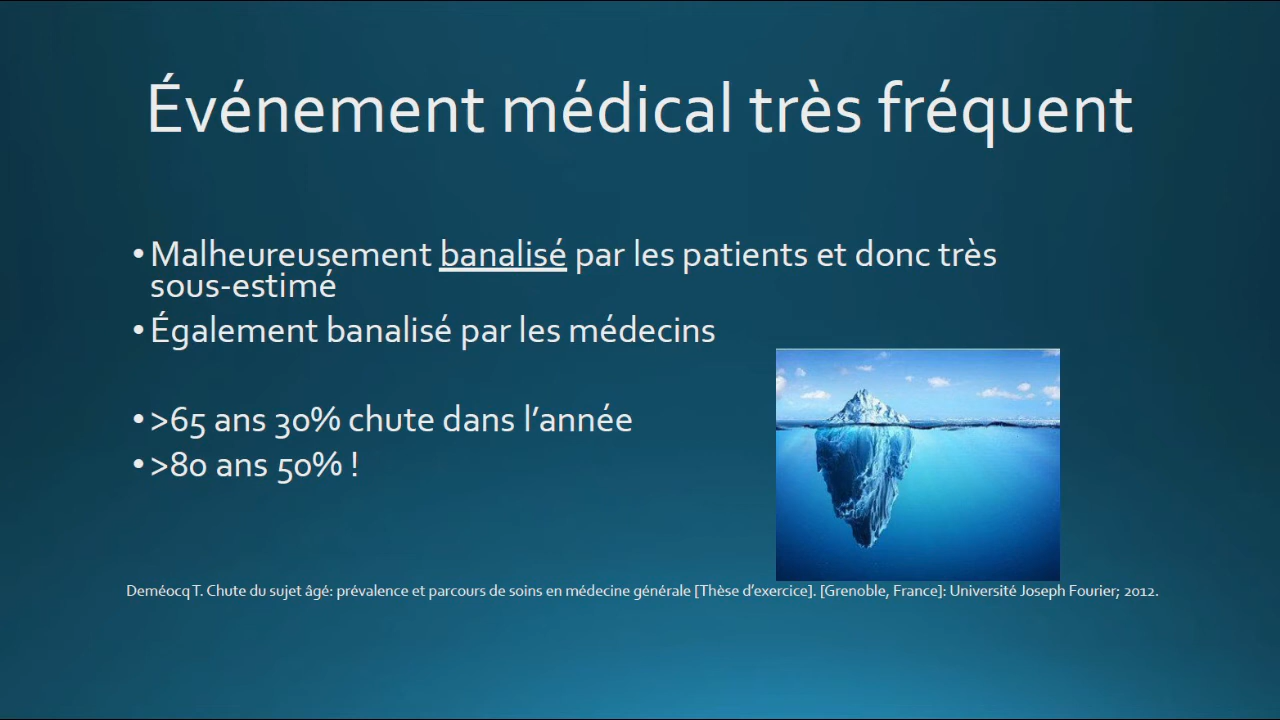 Événement médical très fréquent
•Malheureusement banalisé par les patients et donc très
sous-estimé
•Également banalisé par les médecins
•>65 ans 30% chute dans l’année
•>80 ans 50% !
Deméocq T. Chute du sujet âgé: prévalence et parcours de soins en médecine générale [Thèse d’exercice]. [Grenoble, France]: Université Joseph Fourier; 2012.